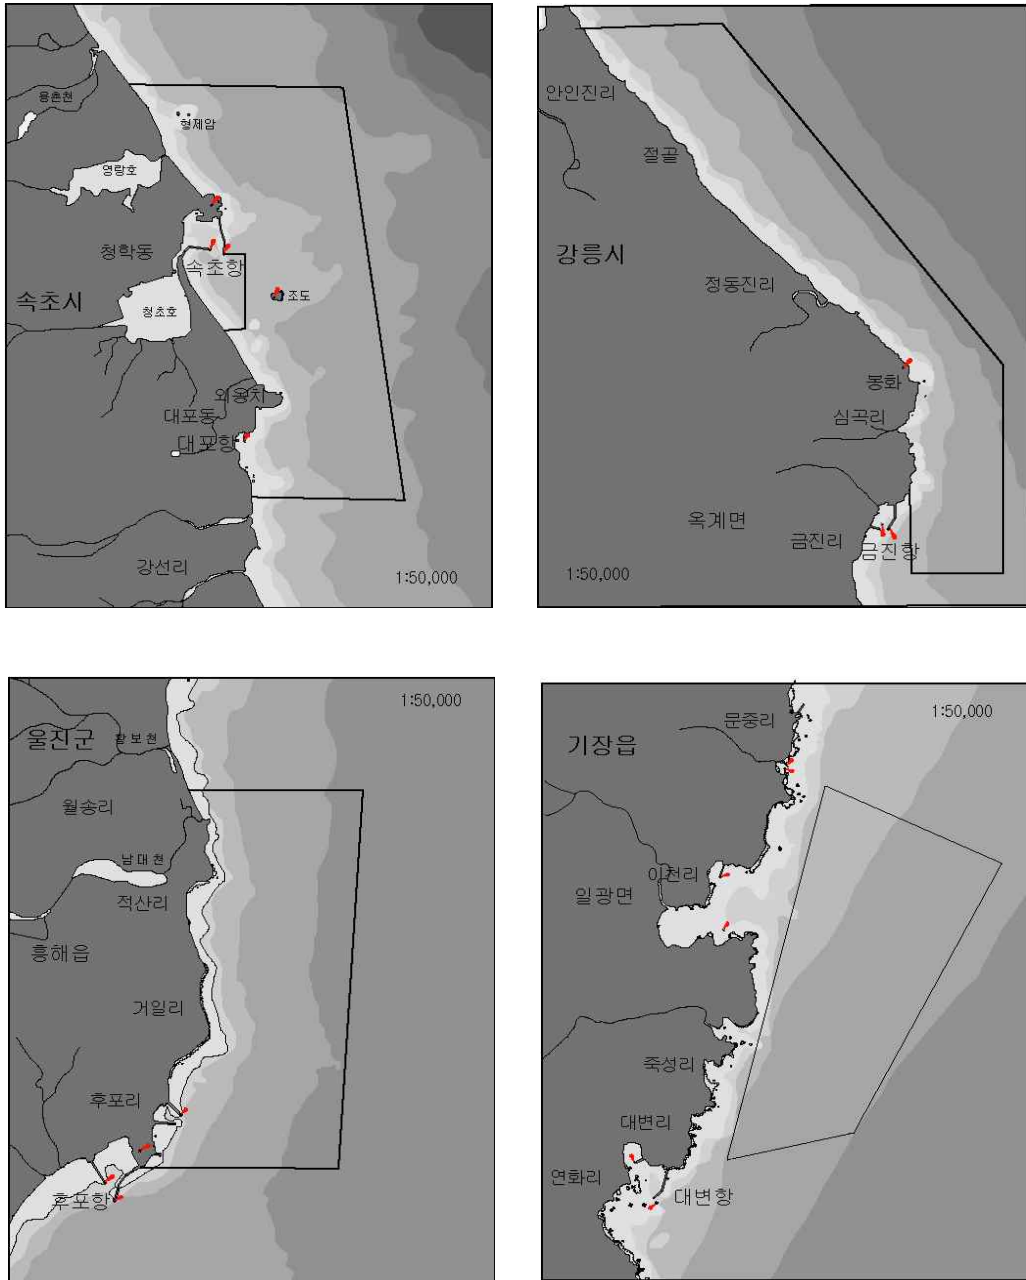 용촌천
형제암
영랑호
청학동
속초항
속초시
조도
청초호
외옹치
대포동
대포항
강선리
1:50,000
안인진리
절골
강릉시
정동진리
봉화
심곡리
옥계면
금진리
금진항
1:50,000
1:50,000
울진군
황보천
월송리
남대천
적산리
흥해읍
거일리
후포리
후포항
문중리
1:50,000
기장읍
이천리
일광면
죽성리
대변리
연화리
대변항